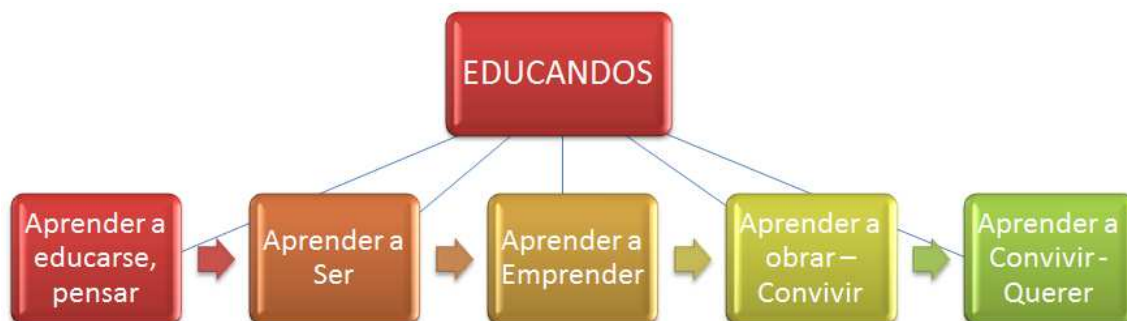 EDUCANDOS
Aprender a
educarse,
pensar
Aprender a
Ser
Aprender a
Emprender
Aprender a
obrar –
Convivir
Aprender a
Convivir -
Querer